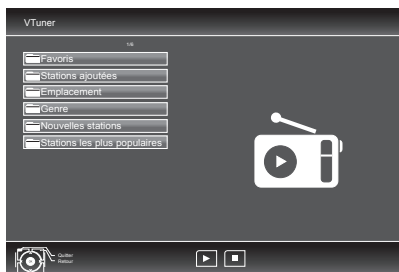 VTuner
1/6
Favoris
Stations ajoutées
Emplacement
Genre
Nouvelles stations
Stations les plus populaires
Quitter
Retour